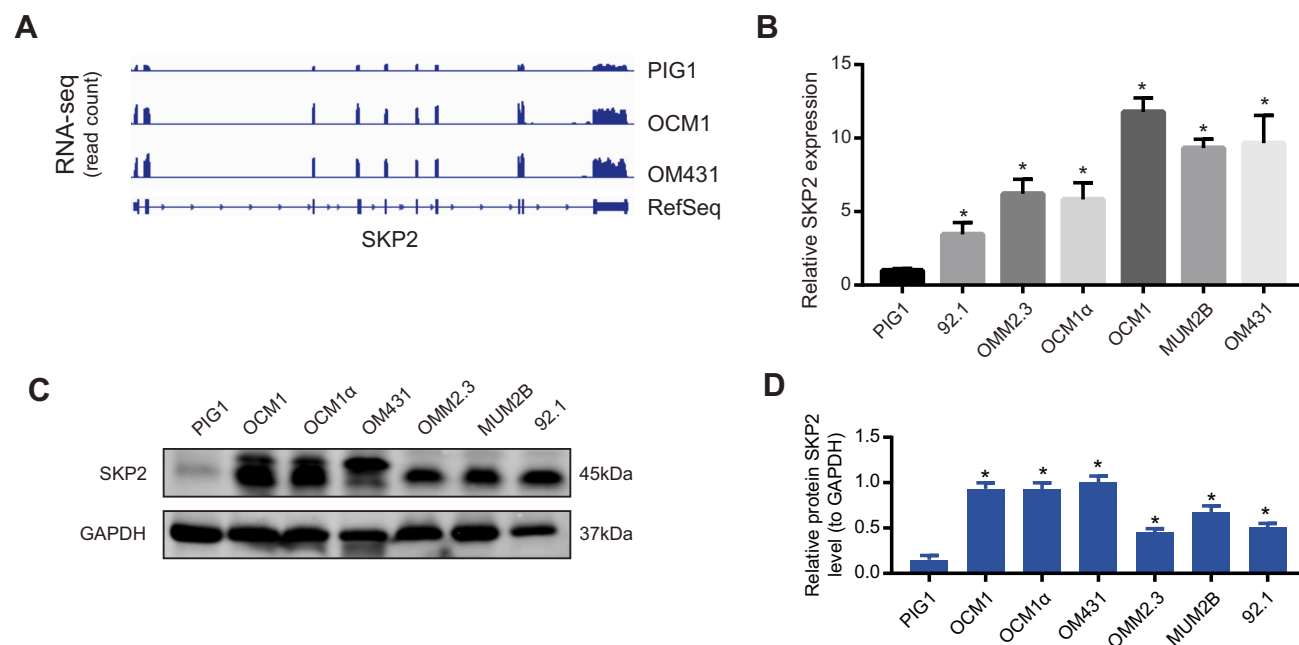 A
RNA-seq
(read count)
PIG1
OCM1
OM431
RefSeq
SKP2
B
Relative SKP2 expression
15
10
5
0
*
*
*
*
*
*
PIG1
92.1
OMM2.3
OCM1α
OCM1
MUM2B
OM431
C
PIG1
OCM1
OCM1α
OM431
OMM2.3
MUM2B
92.1
SKP2
45kDa
GAPDH
37kDa
D
Relative protein SKP2
level (to GAPDH)
1.5
1.0
0.5
0.0
*
*
*
*
*
*
PIG1
OCM1
OCM1α
OM431
OMM2.3
MUM2B
92.1